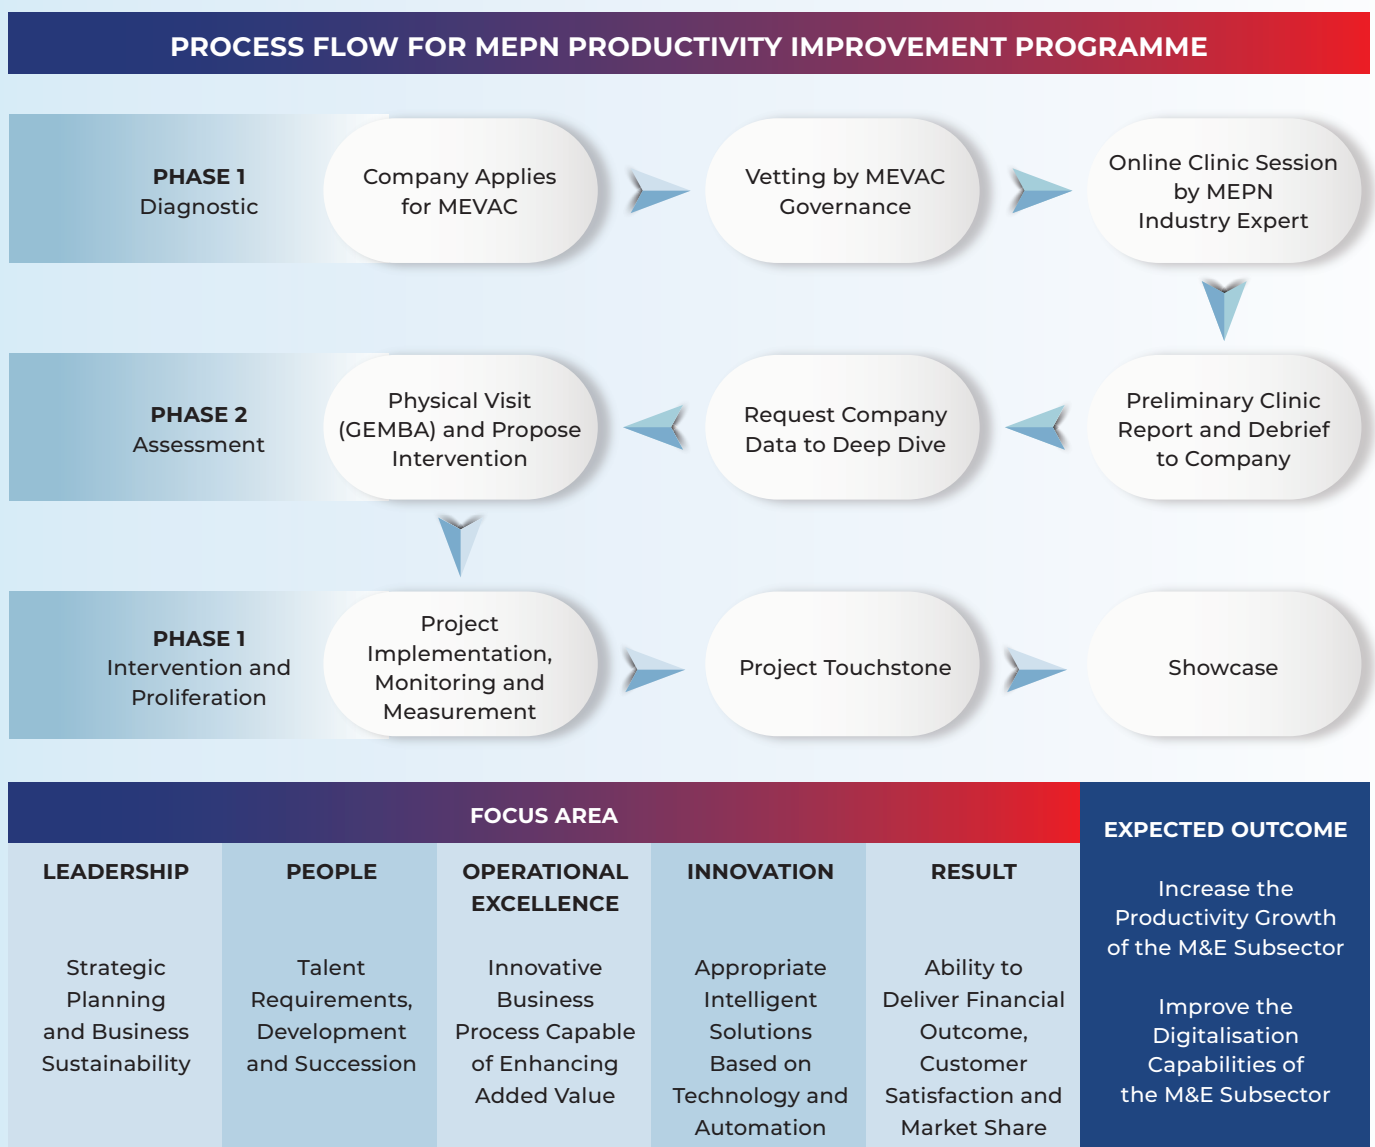 PROCESS FLOW FOR MEPN PRODUCTIVITY IMPROVEMENT PROGRAMME
PHASE 1
Diagnostic
Company Applies
for MEVAC
Vetting by MEVAC
Governance
Online Clinic Session
by MEPN
Industry Expert
PHASE 2
Assessment
Physical Visit
(GEMBA) and Propose
Intervention
Request Company
Data to Deep Dive
Preliminary Clinic
Report and Debrief
to Company
PHASE 1
Intervention and
Proliferation
Project
Implementation,
Monitoring and
Measurement
Project Touchstone
Showcase
FOCUS AREA
LEADERSHIP
Strategic
Planning
and Business
Sustainability
PEOPLE
Talent
Requirements,
Development
and Succession
OPERATIONAL
EXCELLENCE
Innovative
Business
Process Capable
of Enhancing
Added Value
INNOVATION
Appropriate
Intelligent
Solutions
Based on
Technology and
Automation
RESULT
Ability to
Deliver Financial
Outcome,
Customer
Satisfaction and
Market Share
EXPECTED OUTCOME
Increase the
Productivity Growth
of the M&E Subsector
Improve the
Digitalisation
Capabilities of
the M&E Subsector